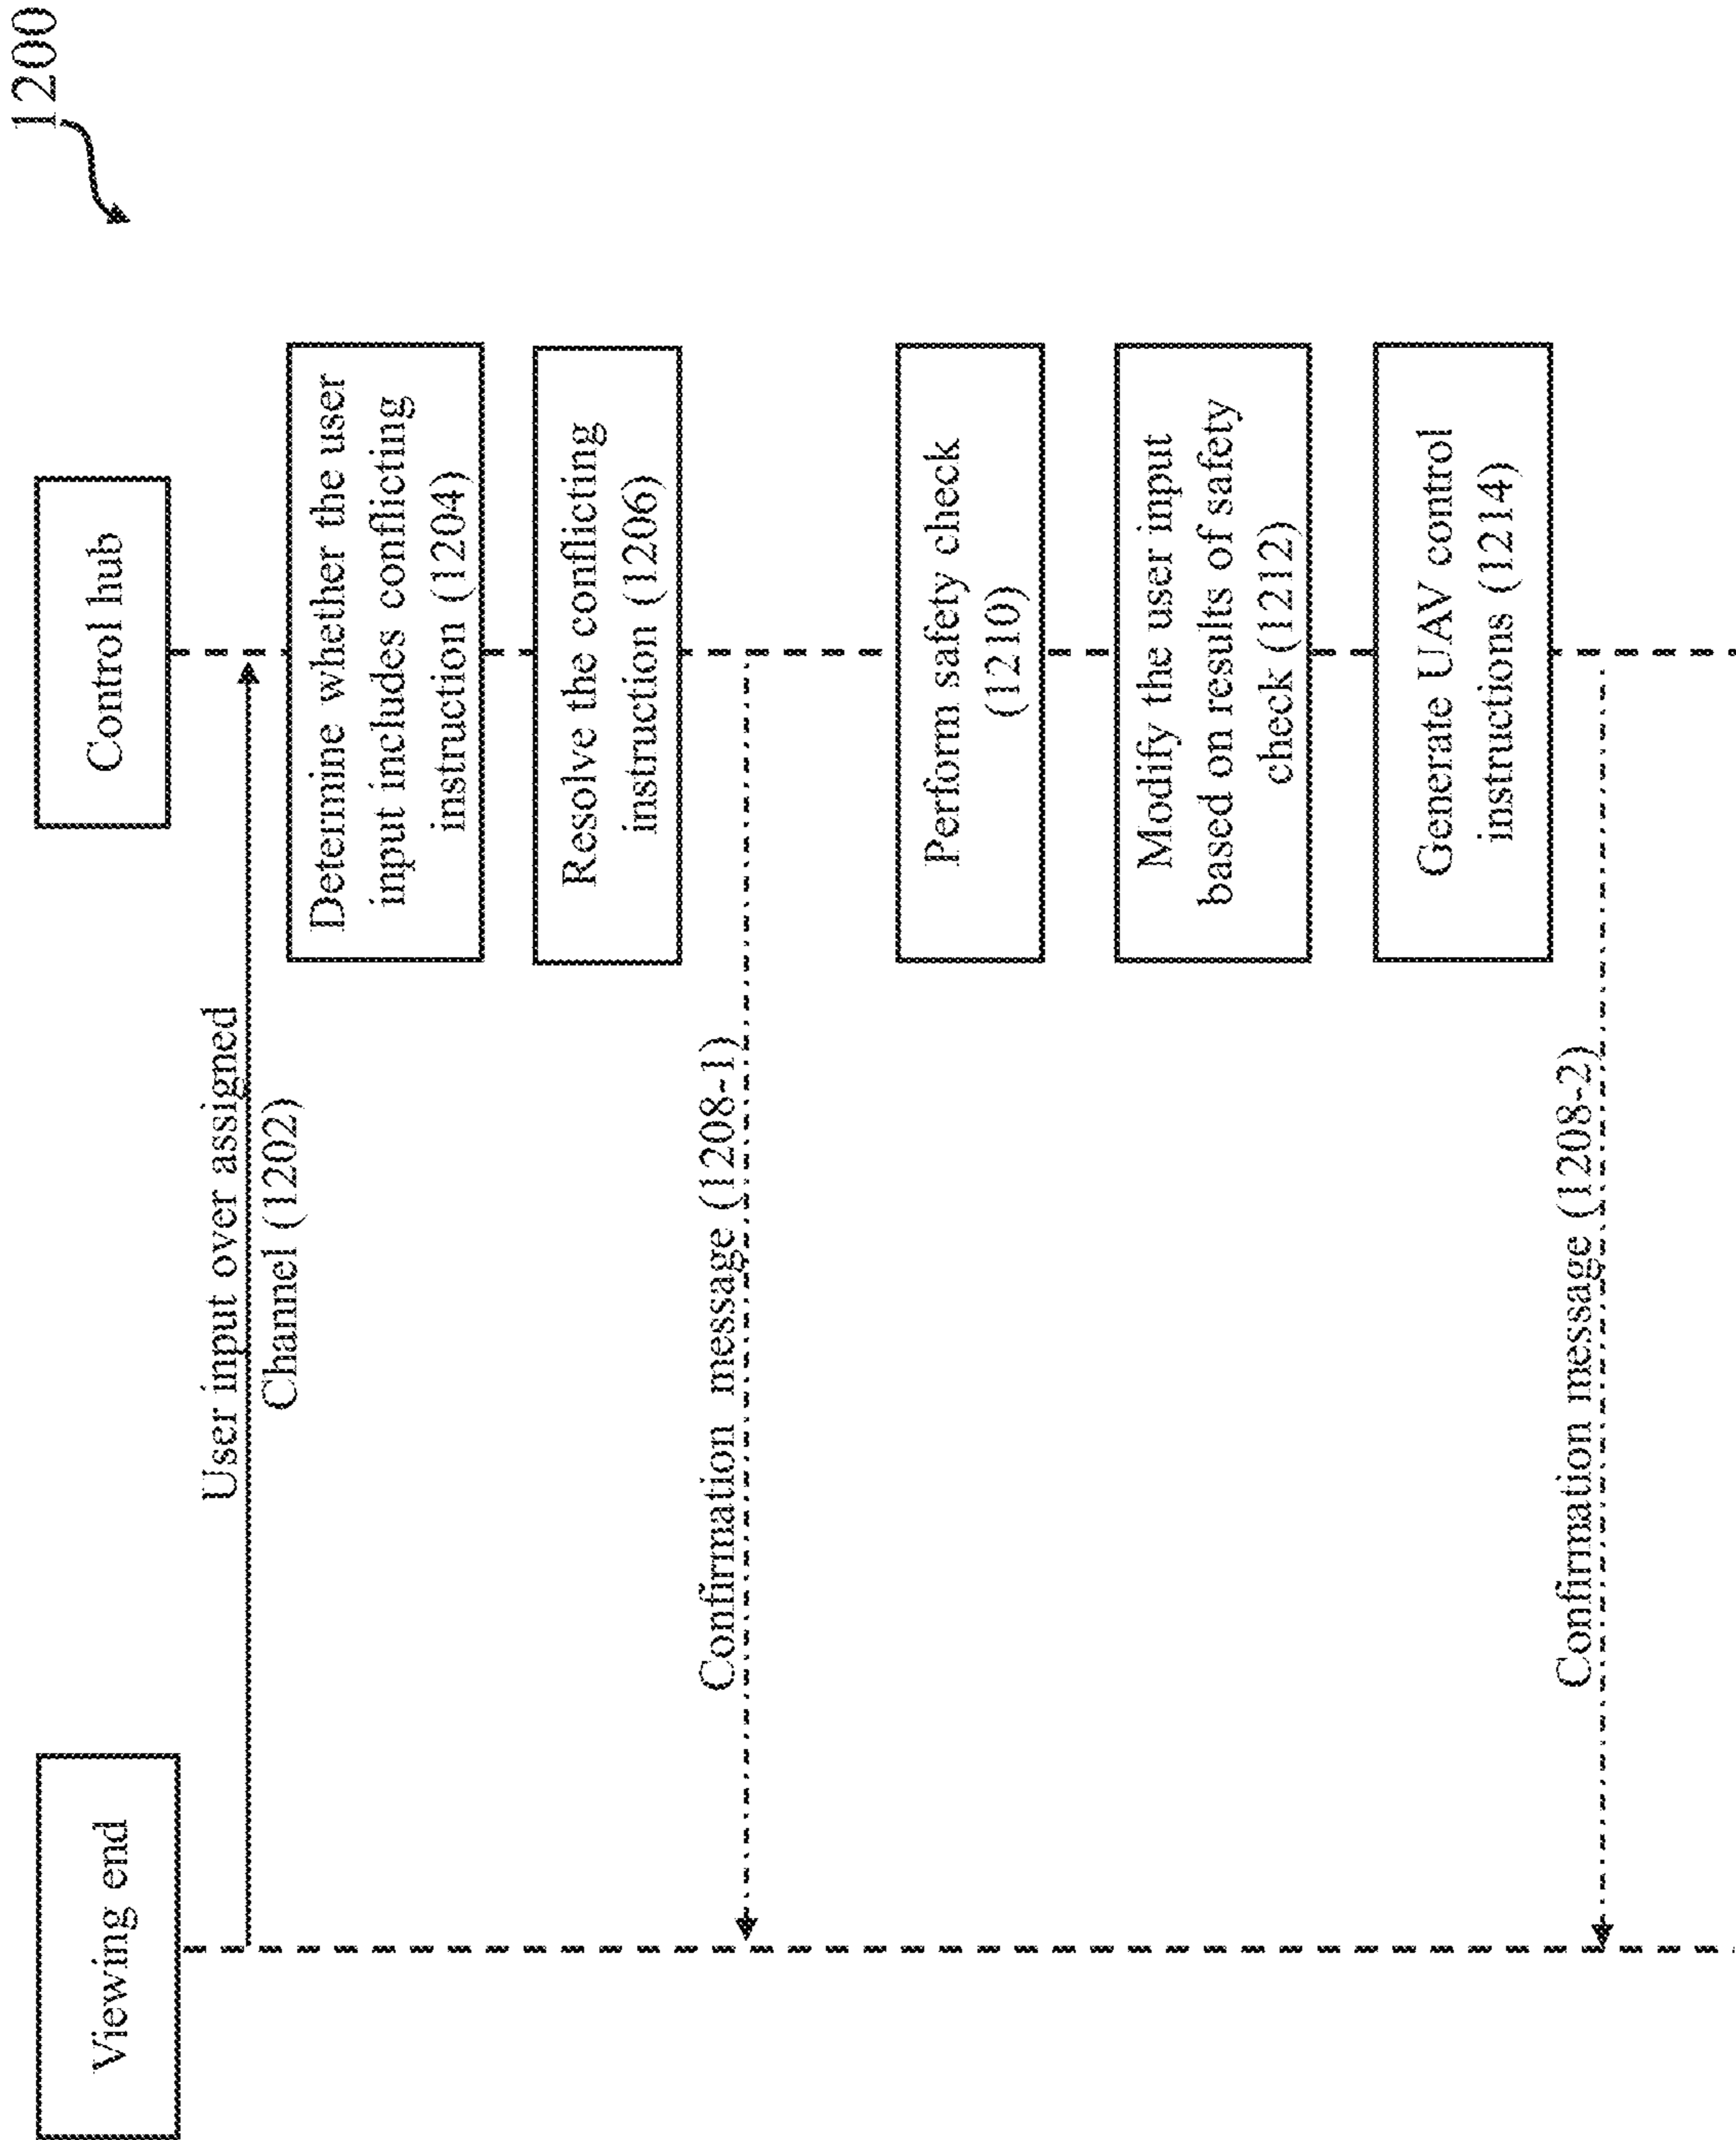 1200
Viewing end
Control hub
User input over assigned
Channel (1202)
Determine whether the user
input includes conflicting
instruction (1204)
Resolve the conflicting
instruction (1206)
Confirmation message (1208-1)
Perform safety check
(1210)
Modify the user input
based on results of safety
check (1212)
Generate UAV control
instructions (1214)
Confirmation message (1208-2)